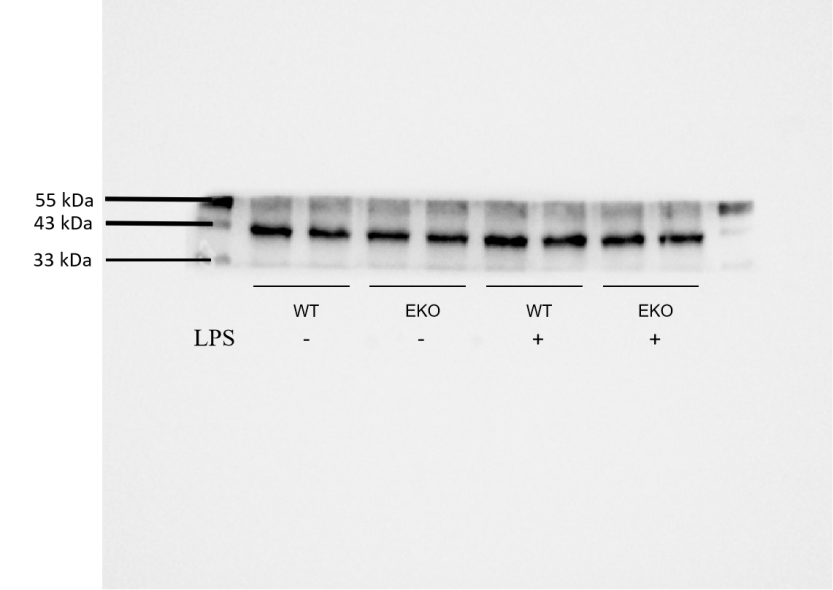 55 kDa
43 kDa
33 kDa
WT EKO WT EKO
LPS - - + +